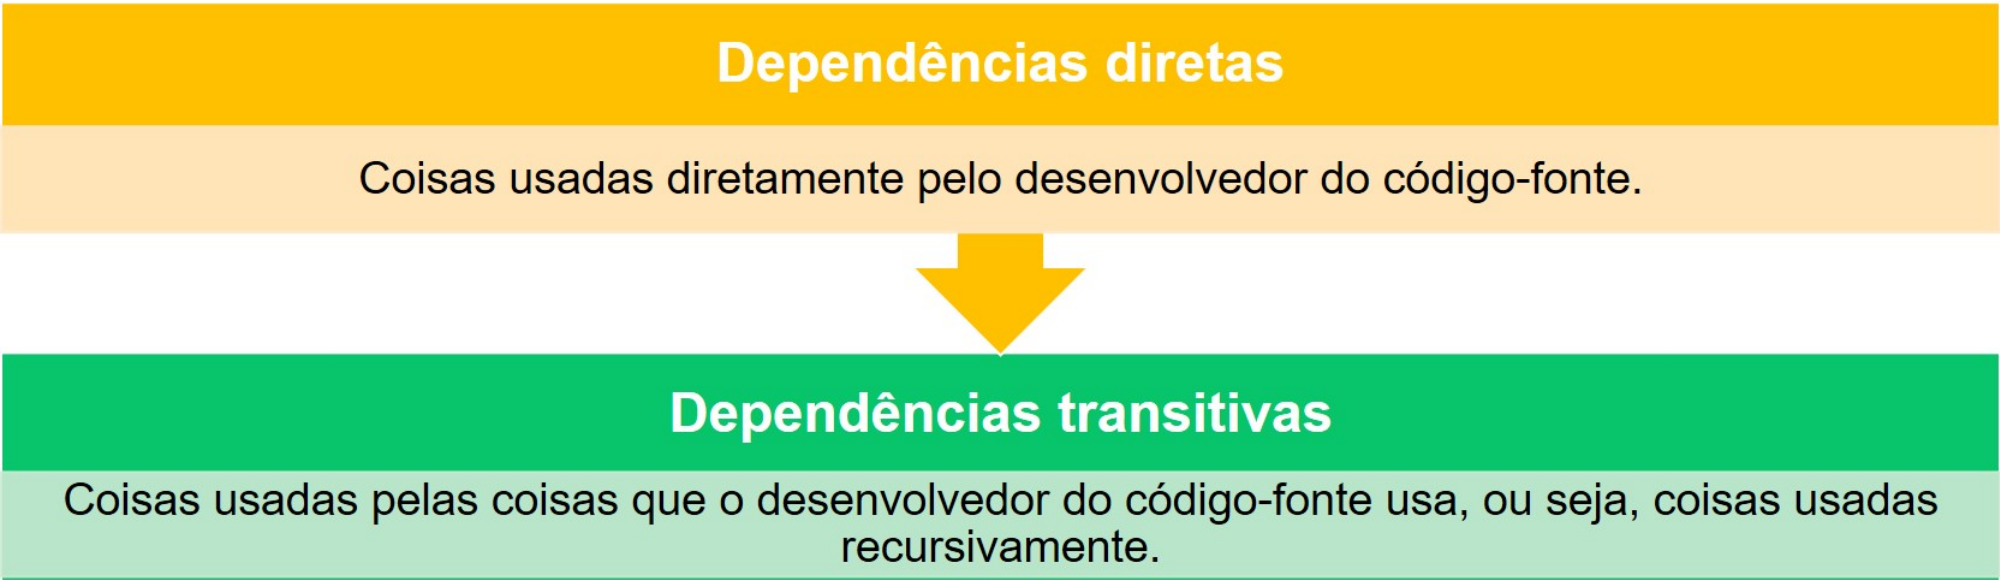 Dependências diretas
Coisas usadas diretamente pelo desenvolvedor do código-fonte.
Dependências transitivas
Coisas usadas pelas coisas que o desenvolvedor do código-fonte usa, ou seja, coisas usadas
recursivamente.